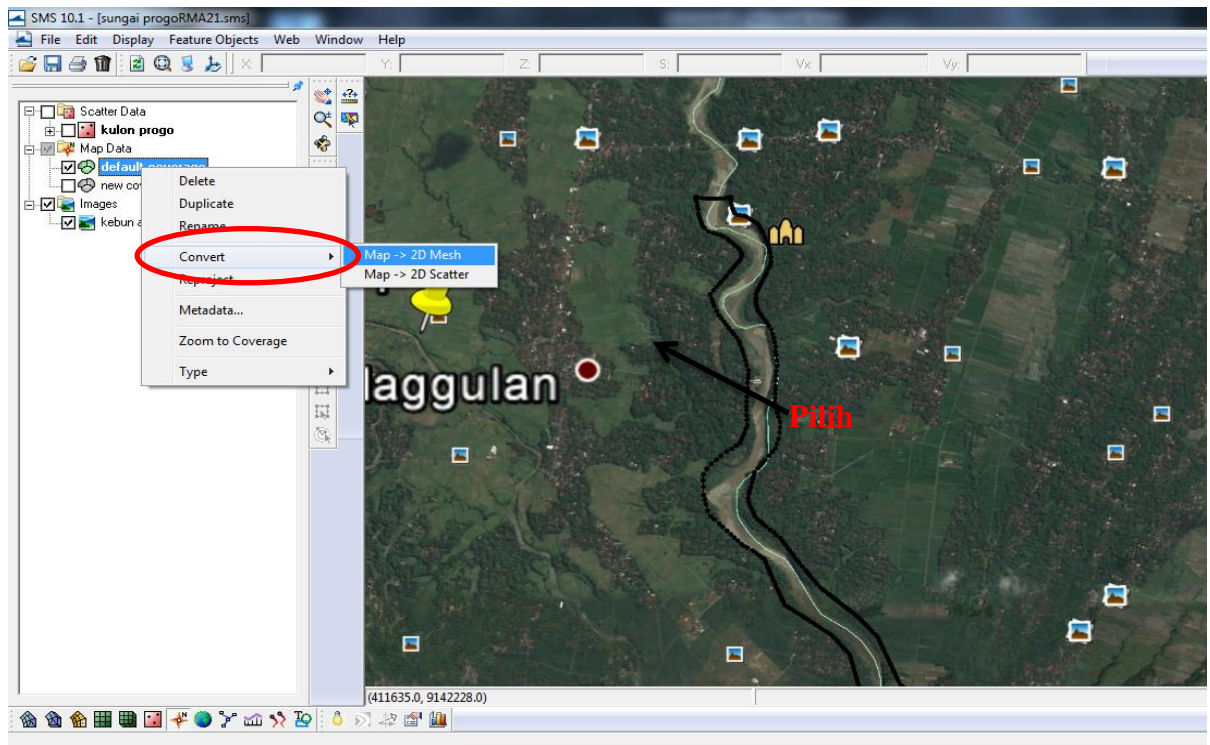 SMS 10.1 - [sungai progoRMA21.sms]
File Edit Display Feature Objects Web Window Help
X: Y: Z: S: Vx: Vy:
Scatter Data
kulon progo
Map Data
default coverage
new co
Images
kebun a
Delete
Duplicate
Rename
Convert
Map -> 2D Mesh
Map -> 2D Scatter
Reproject
Metadata...
Zoom to Coverage
Type
laggulan
Pilih
(411635.0, 9142228.0)